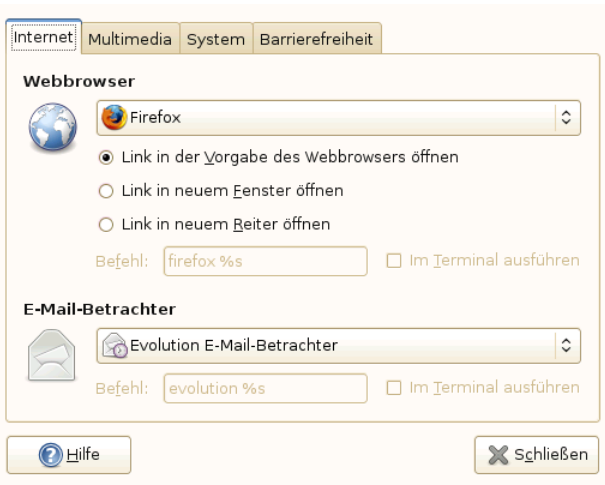 Internet Multimedia System Barrierefreiheit
Webbrowser
Firefox
Link in der Vorgabe des Webbrowsers öffnen
Link in neuem Fenster öffnen
Link in neuem Reiter öffnen
Befehl: firefox %s Im Terminal ausführen
E-Mail-Betrachter
Evolution E-Mail-Betrachter
Befehl: evolution %s Im Terminal ausführen
Hilfe Schließen